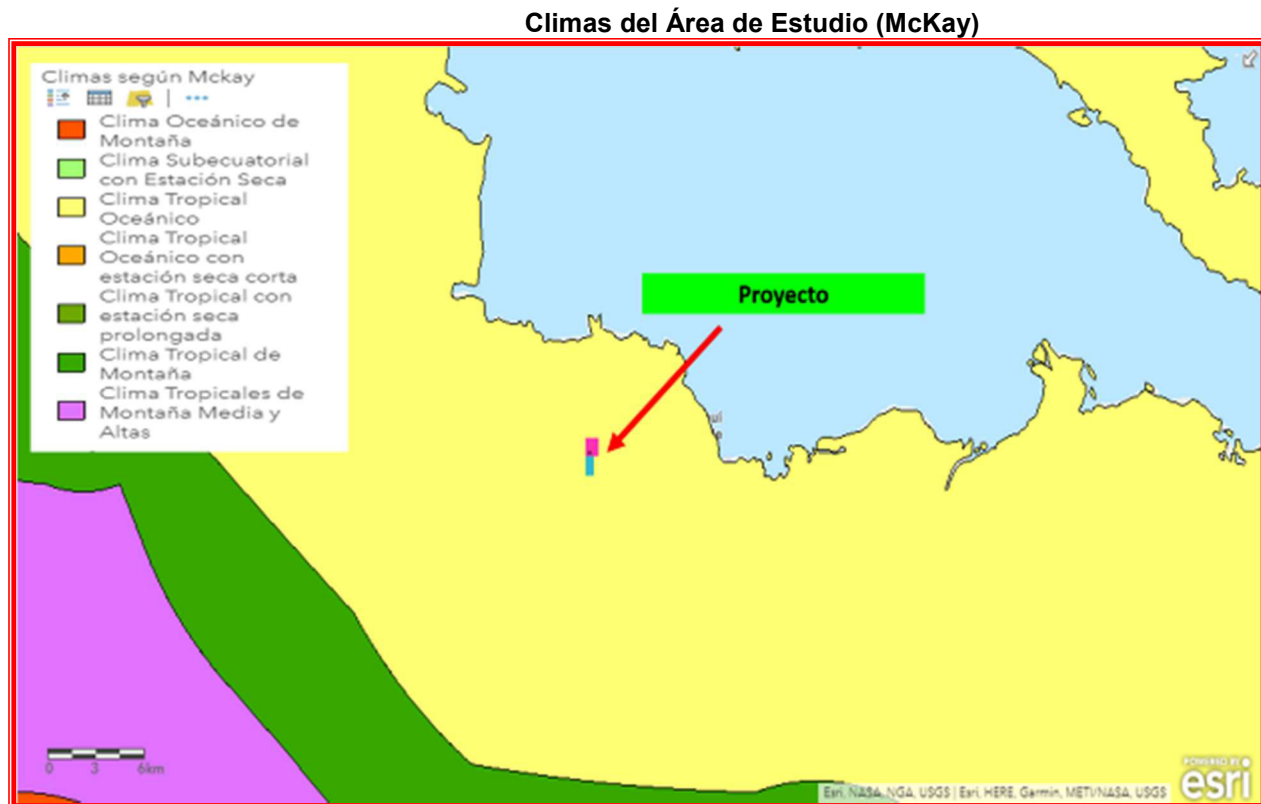 Climas del Área de Estudio (McKay)
Climas según Mckay
Clima Oceánico de
Montaña
Clima Subecuatorial
con Estación Seca
Clima Tropical
Oceánico
Clima Tropical
Oceánico con
estación seca corta
Clima Tropical con
estación seca
prolongada
Clima Tropical de
Montaña
Clima Tropicales de
Montaña Media y
Altas
Proyecto
0 3 6km
Esri, NASA, NGA, USGS | Esri, HERE, Garmin, METI/NASA, USGS
POWERED BY
esri